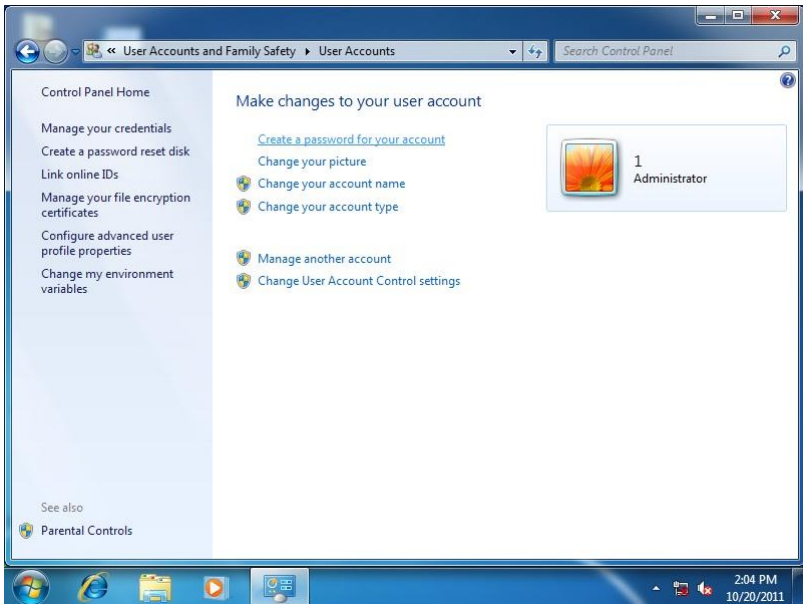 « User Accounts and Family Safety ▸ User Accounts
Search Control Panel
Control Panel Home
Manage your credentials
Create a password reset disk
Link online IDs
Manage your file encryption
certificates
Configure advanced user
profile properties
Change my environment
variables
See also
Parental Controls
Make changes to your user account
Create a password for your account
Change your picture
Change your account name
Change your account type
Manage another account
Change User Account Control settings
1
Administrator
2:04 PM
10/20/2011